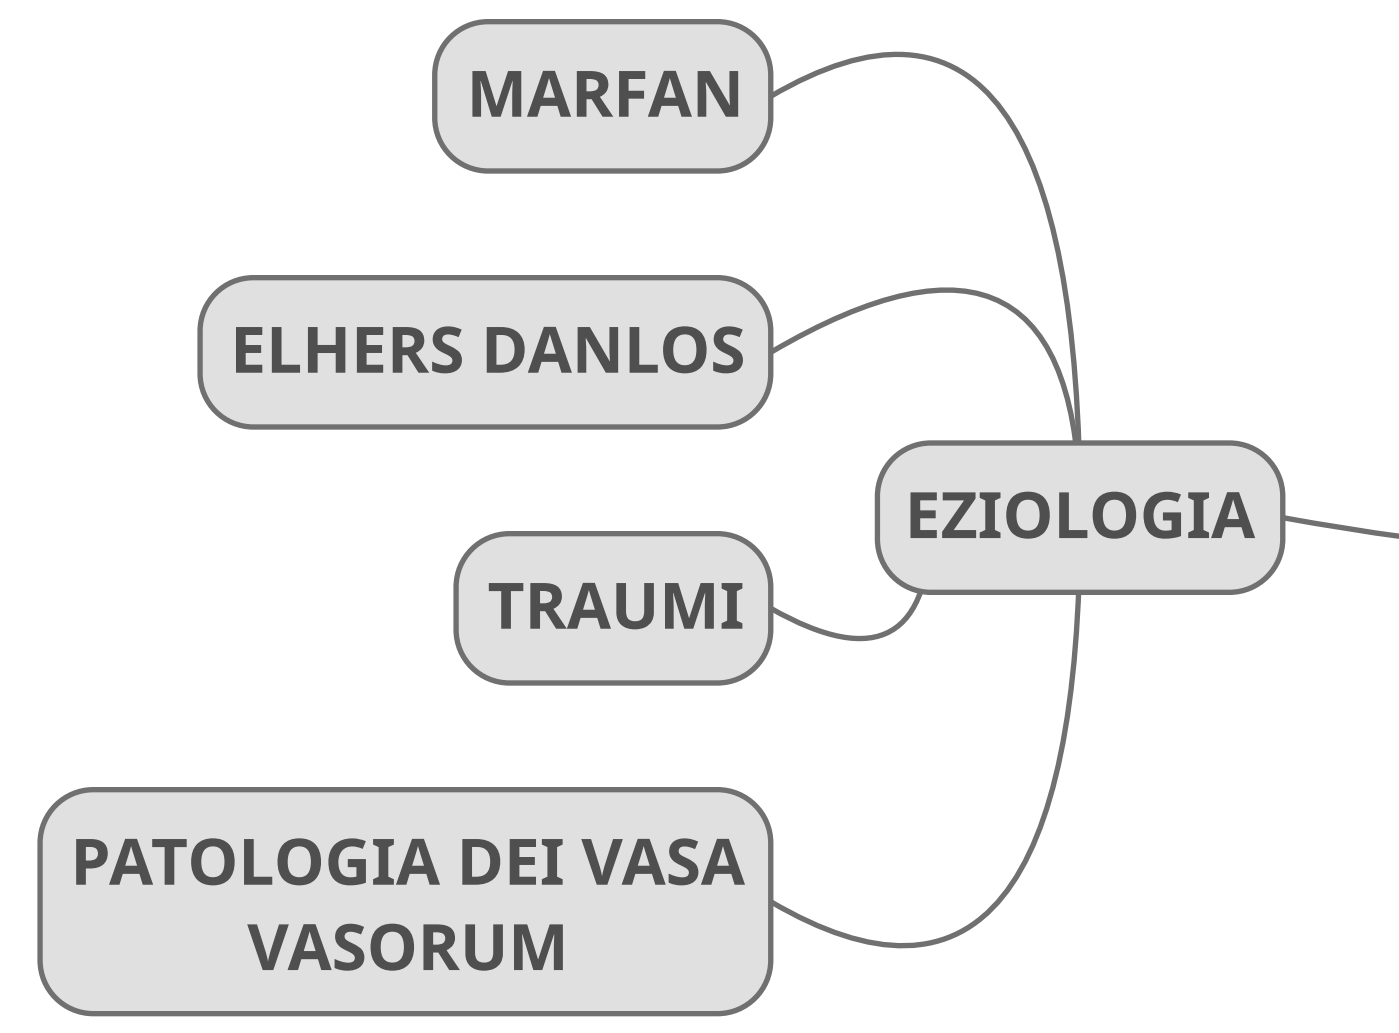 MARFAN
ELHERS DANLOS
EZIOLOGIA
TRAUMI
PATOLOGIA DEI VASA
VASORUM